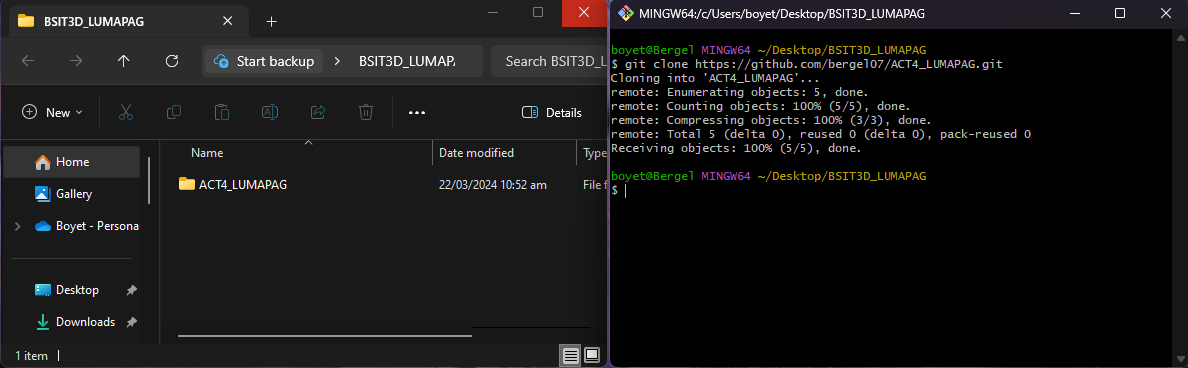 BSIT3D_LUMAPAG
Start backup
BSIT3D_LUMAP
Search BSIT3D_L
New
Details
Home
Gallery
Boyet - Persona
Desktop
Downloads
Name
Date modified
Type
ACT4_LUMAPAG
22/03/2024 10:52 am
File f
1 item
MINGW64:/c/Users/boyet/Desktop/BSIT3D_LUMAPAG
boyet@Bergel MINGW64 ~/Desktop/BSIT3D_LUMAPAG
$ git clone https://github.com/bergel07/ACT4_LUMAPAG.git
Cloning into 'ACT4_LUMAPAG'...
remote: Enumerating objects: 5, done.
remote: Counting objects: 100% (5/5), done.
remote: Compressing objects: 100% (3/3), done.
remote: Total 5 (delta 0), reused 0 (delta 0), pack-reused 0
Receiving objects: 100% (5/5), done.
boyet@Bergel MINGW64 ~/Desktop/BSIT3D_LUMAPAG
$